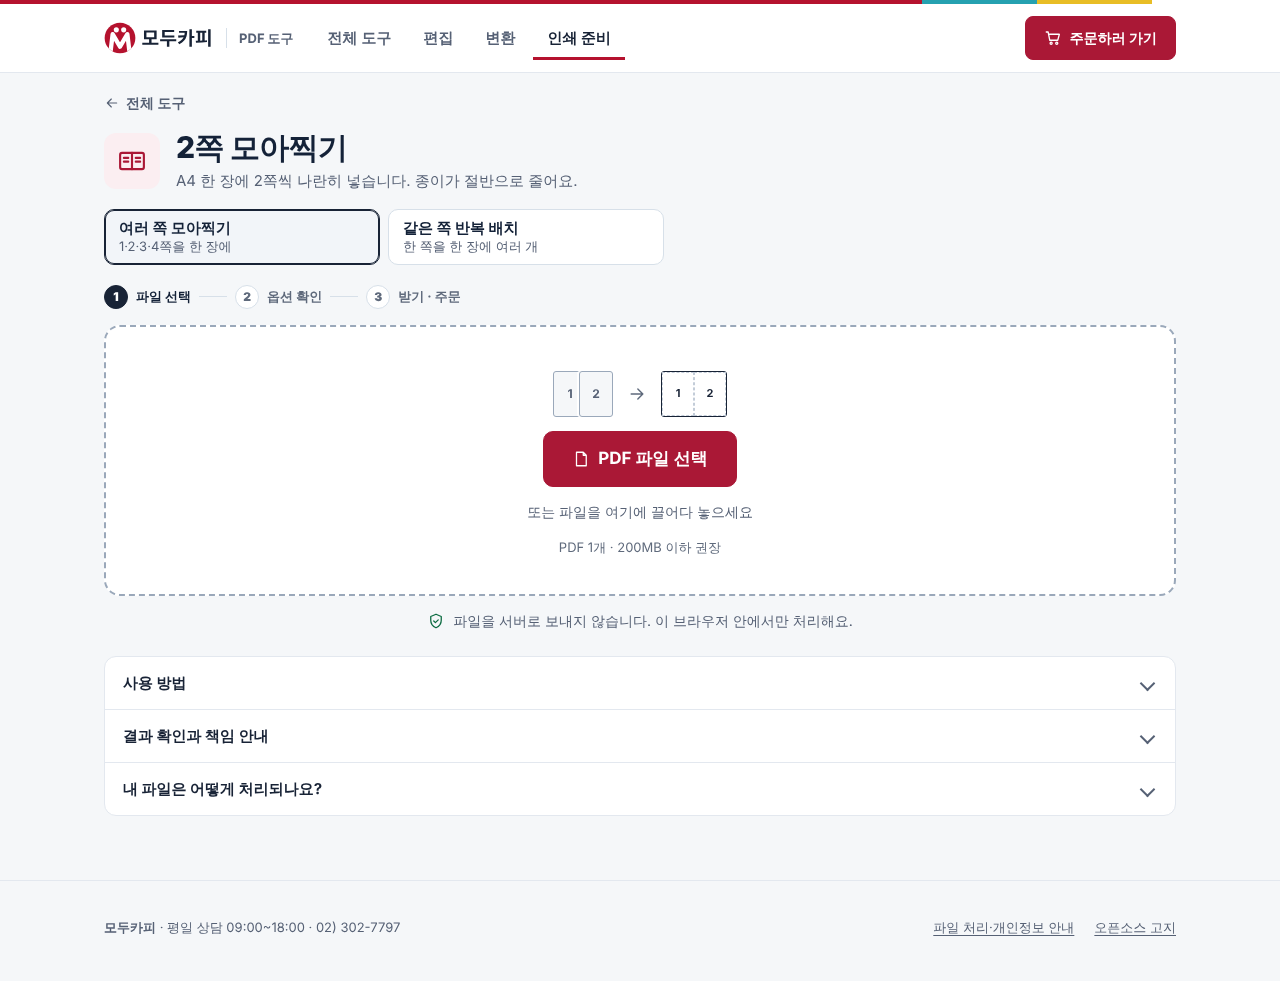 모두카피
PDF 도구
전체 도구
편집
변환
인쇄 준비
주문하러 가기
전체 도구
2쪽 모아찍기
A4 한 장에 2쪽씩 나란히 넣습니다. 종이가 절반으로 줄어요.
여러 쪽 모아찍기
1·2·3·4쪽을 한 장에
같은 쪽 반복 배치
한 쪽을 한 장에 여러 개
1 파일 선택
2 옵션 확인
3 받기 · 주문
1 2 → 1 2
PDF 파일 선택
또는 파일을 여기에 끌어다 놓으세요
PDF 1개 · 200MB 이하 권장
파일을 서버로 보내지 않습니다. 이 브라우저 안에서만 처리해요.
사용 방법
결과 확인과 책임 안내
내 파일은 어떻게 처리되나요?
모두카피 · 평일 상담 09:00~18:00 · 02) 302-7797
파일 처리·개인정보 안내
오픈소스 고지